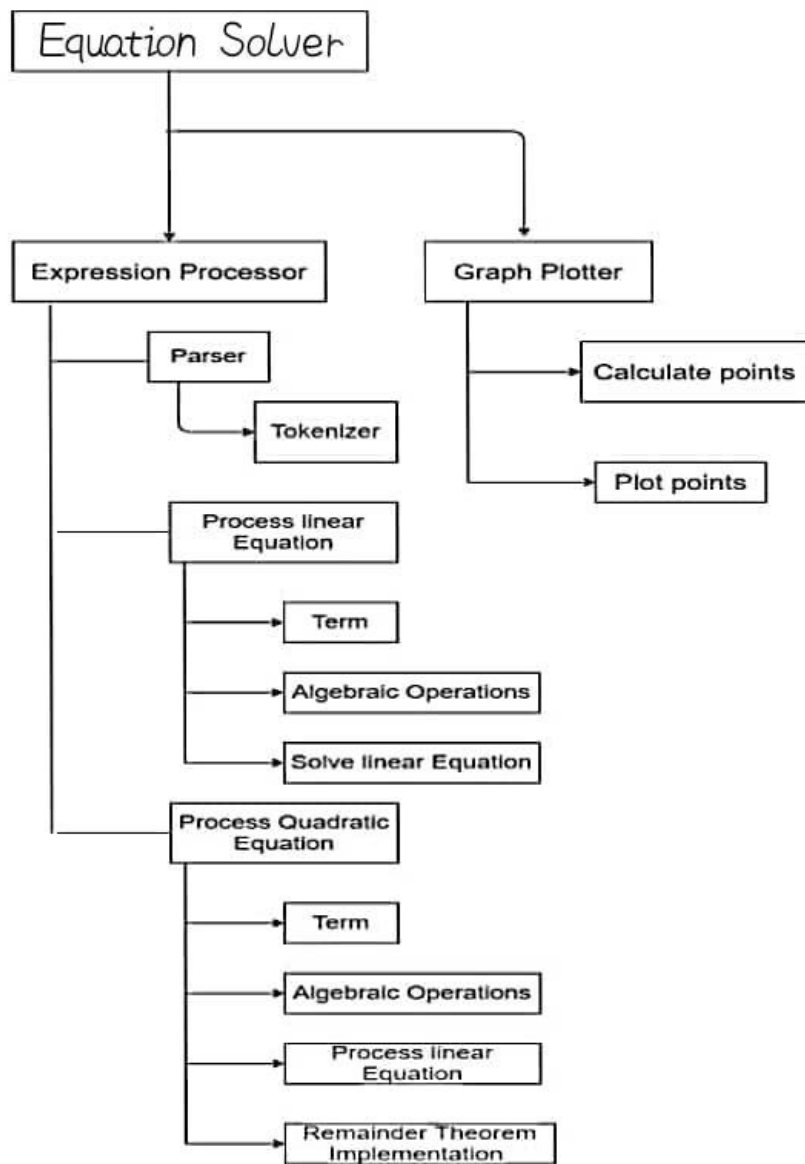 Equation Solver
Expression Processor
Graph Plotter
Parser
Calculate points
Tokenizer
Plot points
Process linear
Equation
Term
Algebraic Operations
Solve linear Equation
Process Quadratic
Equation
Term
Algebraic Operations
Process linear
Equation
Remainder Theorem
Implementation